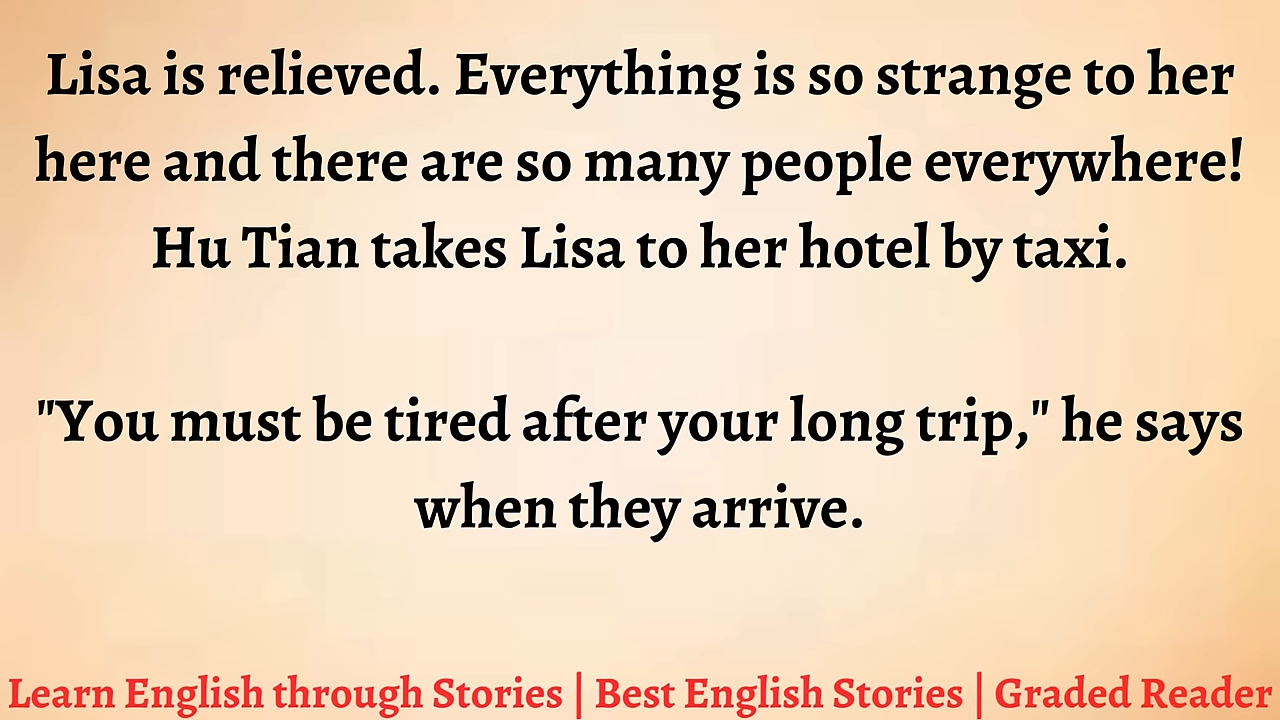 Lisa is relieved. Everything is so strange to her
here and there are so many people everywhere!
Hu Tian takes Lisa to her hotel by taxi.
"You must be tired after your long trip," he says
when they arrive.
Learn English through Stories | Best English Stories | Graded Reader